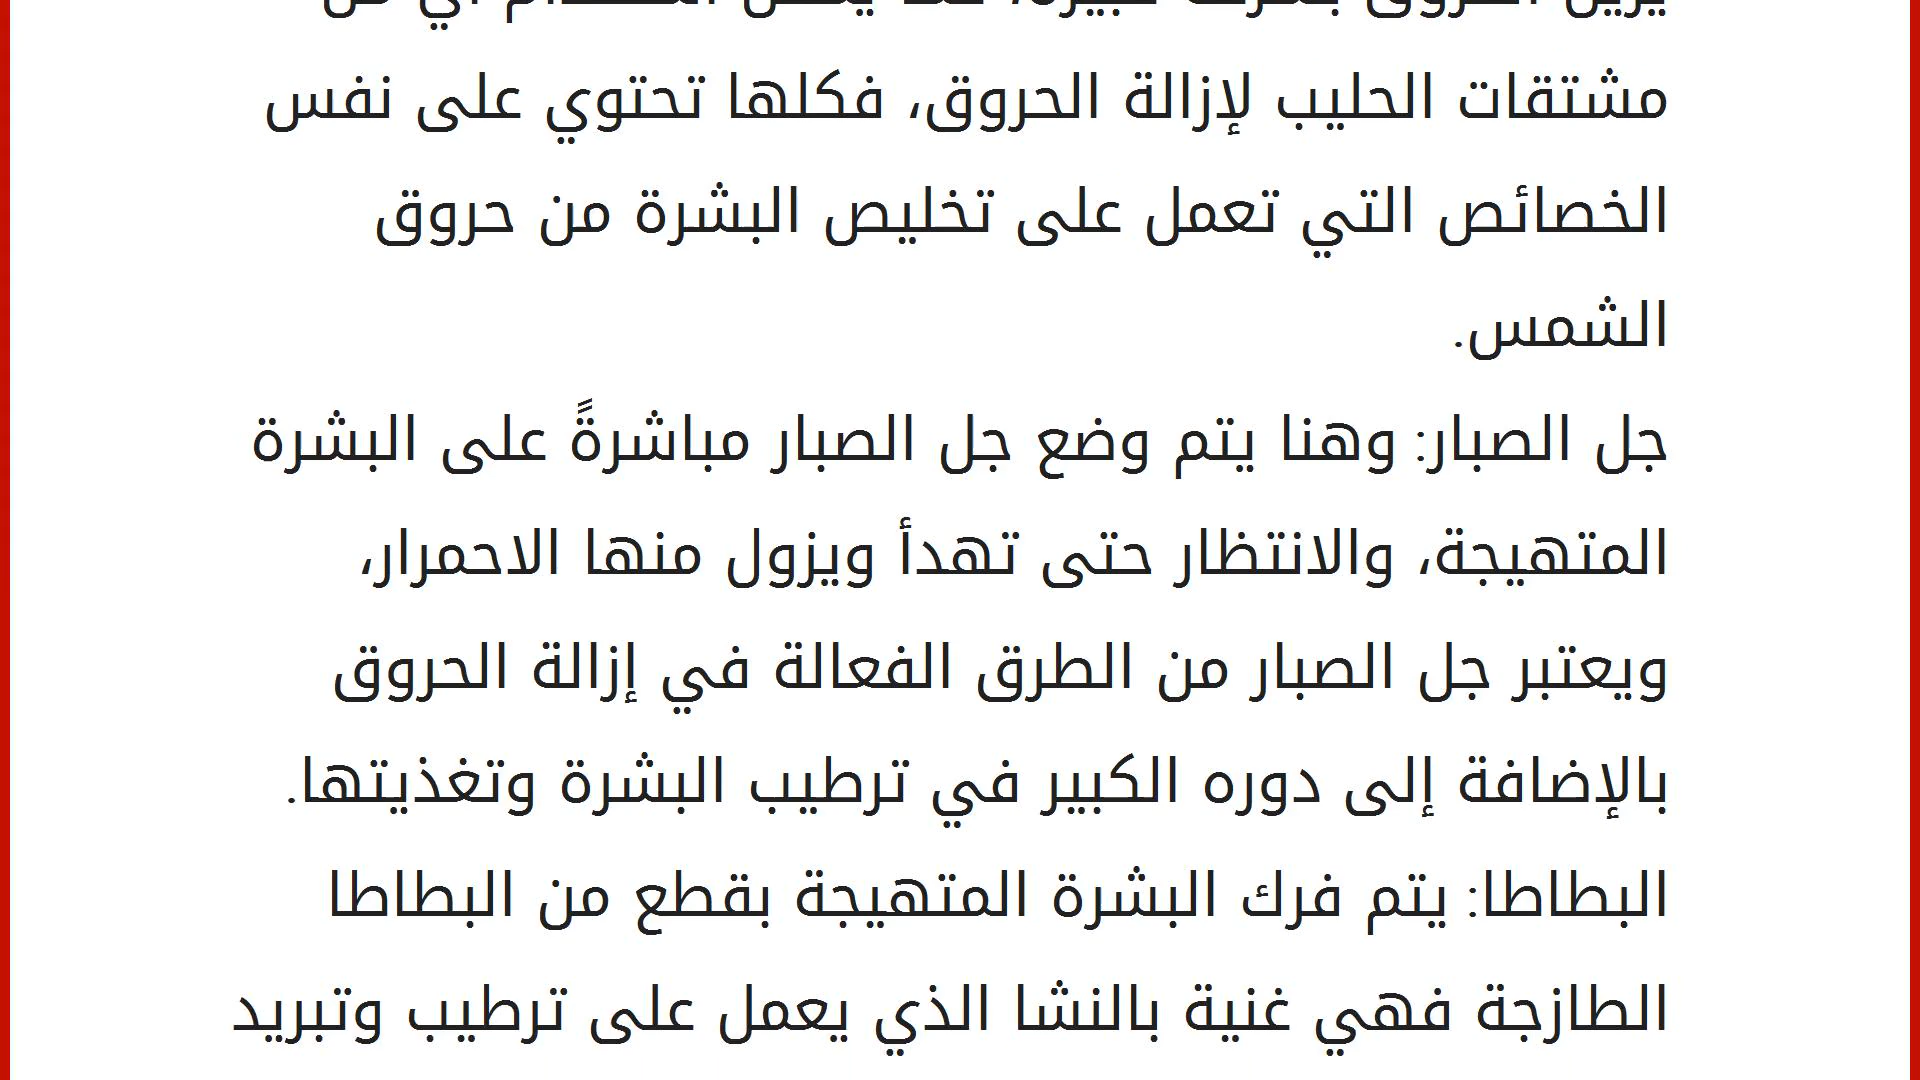 مشتقات الحليب لإزالة الحروق، فكلها تحتوي على نفس
الخصائص التي تعمل على تخليص البشرة من حروق
الشمس.
جل الصبار: وهنا يتم وضع جل الصبار مباشرةً على البشرة
المتهيجة، والانتظار حتى تهدأ ويزول منها الاحمرار،
ويعتبر جل الصبار من الطرق الفعالة في إزالة الحروق
بالإضافة إلى دوره الكبير في ترطيب البشرة وتغذيتها.
البطاطا: يتم فرك البشرة المتهيجة بقطع من البطاطا
الطازجة فهي غنية بالنشا الذي يعمل على ترطيب وتبريد